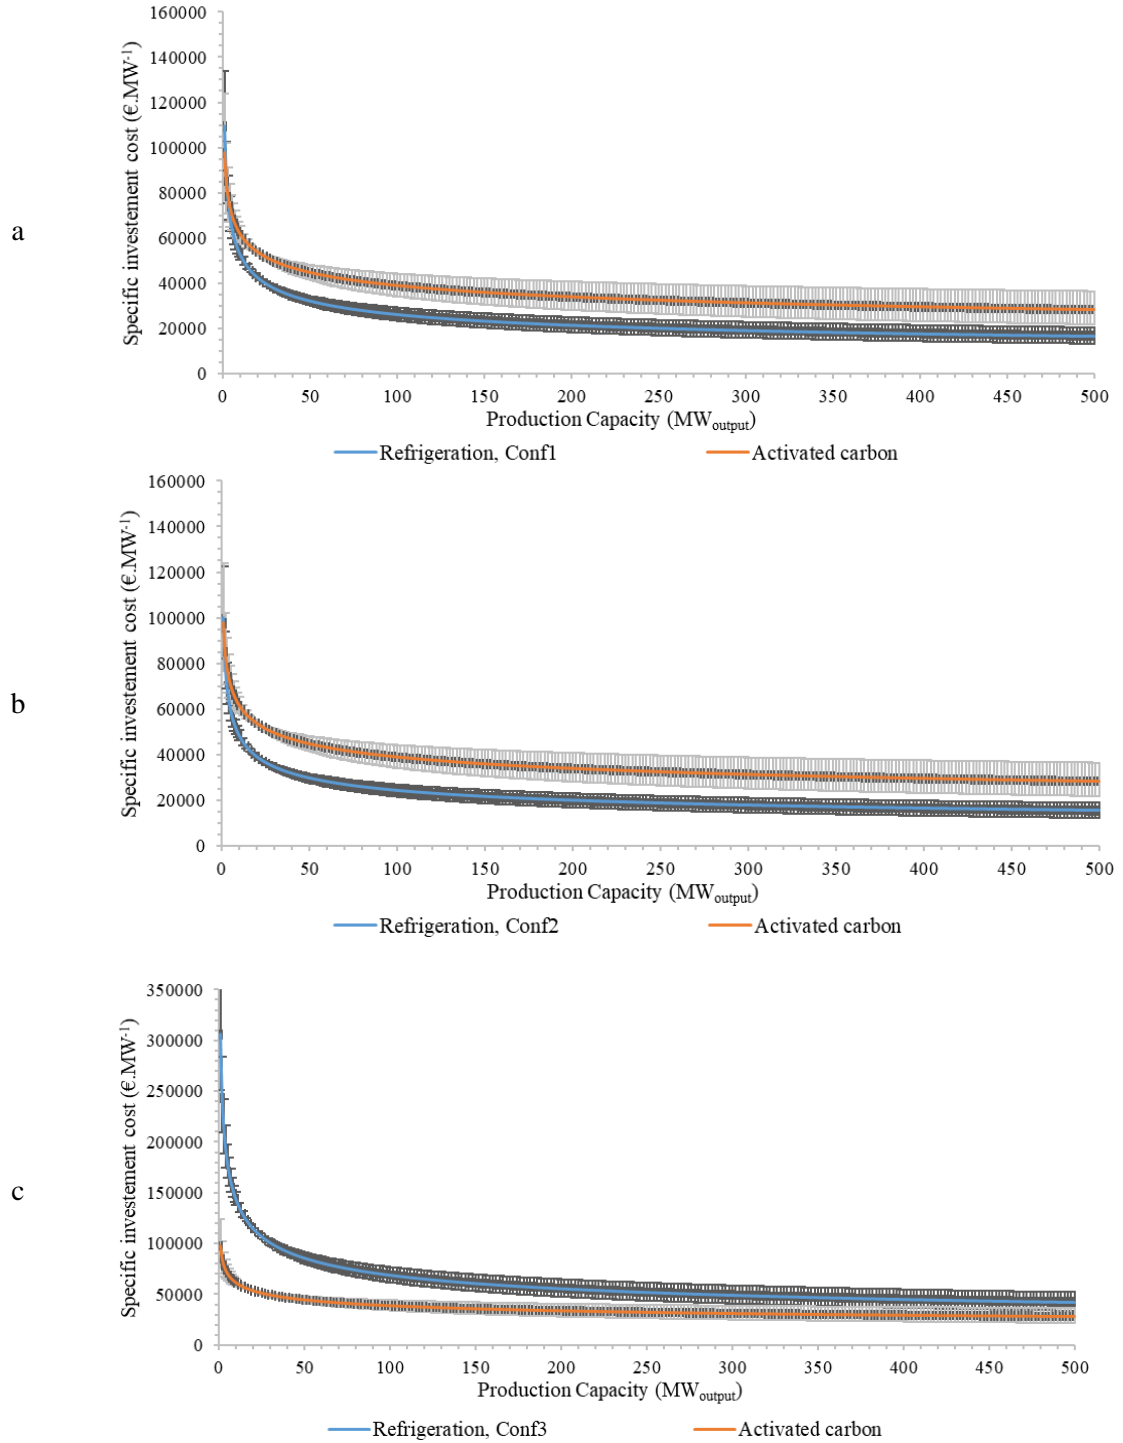 a
Specific investement cost (€.MW-1)
160000
140000
120000
100000
80000
60000
40000
20000
0
0 50 100 150 200 250 300 350 400 450 500
Production Capacity (MWoutput)
Refrigeration, Conf1 Activated carbon
b
Specific investement cost (€.MW-1)
160000
140000
120000
100000
80000
60000
40000
20000
0
0 50 100 150 200 250 300 350 400 450 500
Production Capacity (MWoutput)
Refrigeration, Conf2 Activated carbon
c
Specific investement cost (€.MW-1)
350000
300000
250000
200000
150000
100000
50000
0
0 50 100 150 200 250 300 350 400 450 500
Production Capacity (MWoutput)
Refrigeration, Conf3 Activated carbon